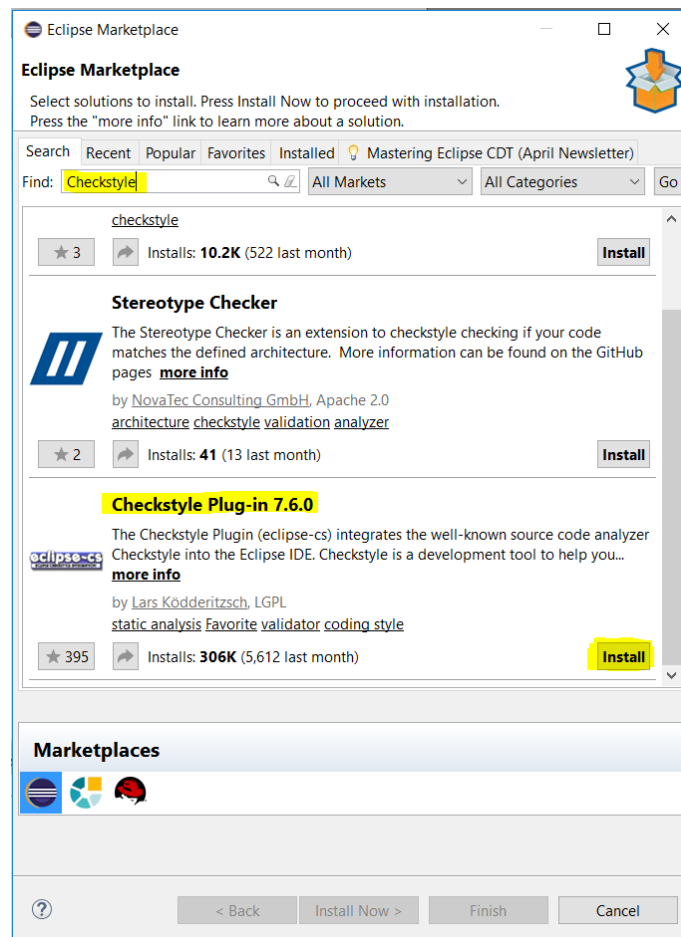 Eclipse Marketplace
Eclipse Marketplace
Select solutions to install. Press Install Now to proceed with installation.
Press the "more info" link to learn more about a solution.
Search Recent Popular Favorites Installed Mastering Eclipse CDT (April Newsletter)
Find: Checkstyle All Markets All Categories Go
checkstyle
3 Installs: 10.2K (522 last month) Install
Stereotype Checker
The Stereotype Checker is an extension to checkstyle checking if your code
matches the defined architecture. More information can be found on the GitHub
pages more info
by NovaTec Consulting GmbH, Apache 2.0
architecture checkstyle validation analyzer
2 Installs: 41 (13 last month) Install
Checkstyle Plug-in 7.6.0
The Checkstyle Plugin (eclipse-cs) integrates the well-known source code analyzer
eclipse-cs Checkstyle into the Eclipse IDE. Checkstyle is a development tool to help you...
more info
by Lars Ködderitzsch, LGPL
static analysis Favorite validator coding style
395 Installs: 306K (5,612 last month) Install
Marketplaces
? < Back Install Now > Finish Cancel